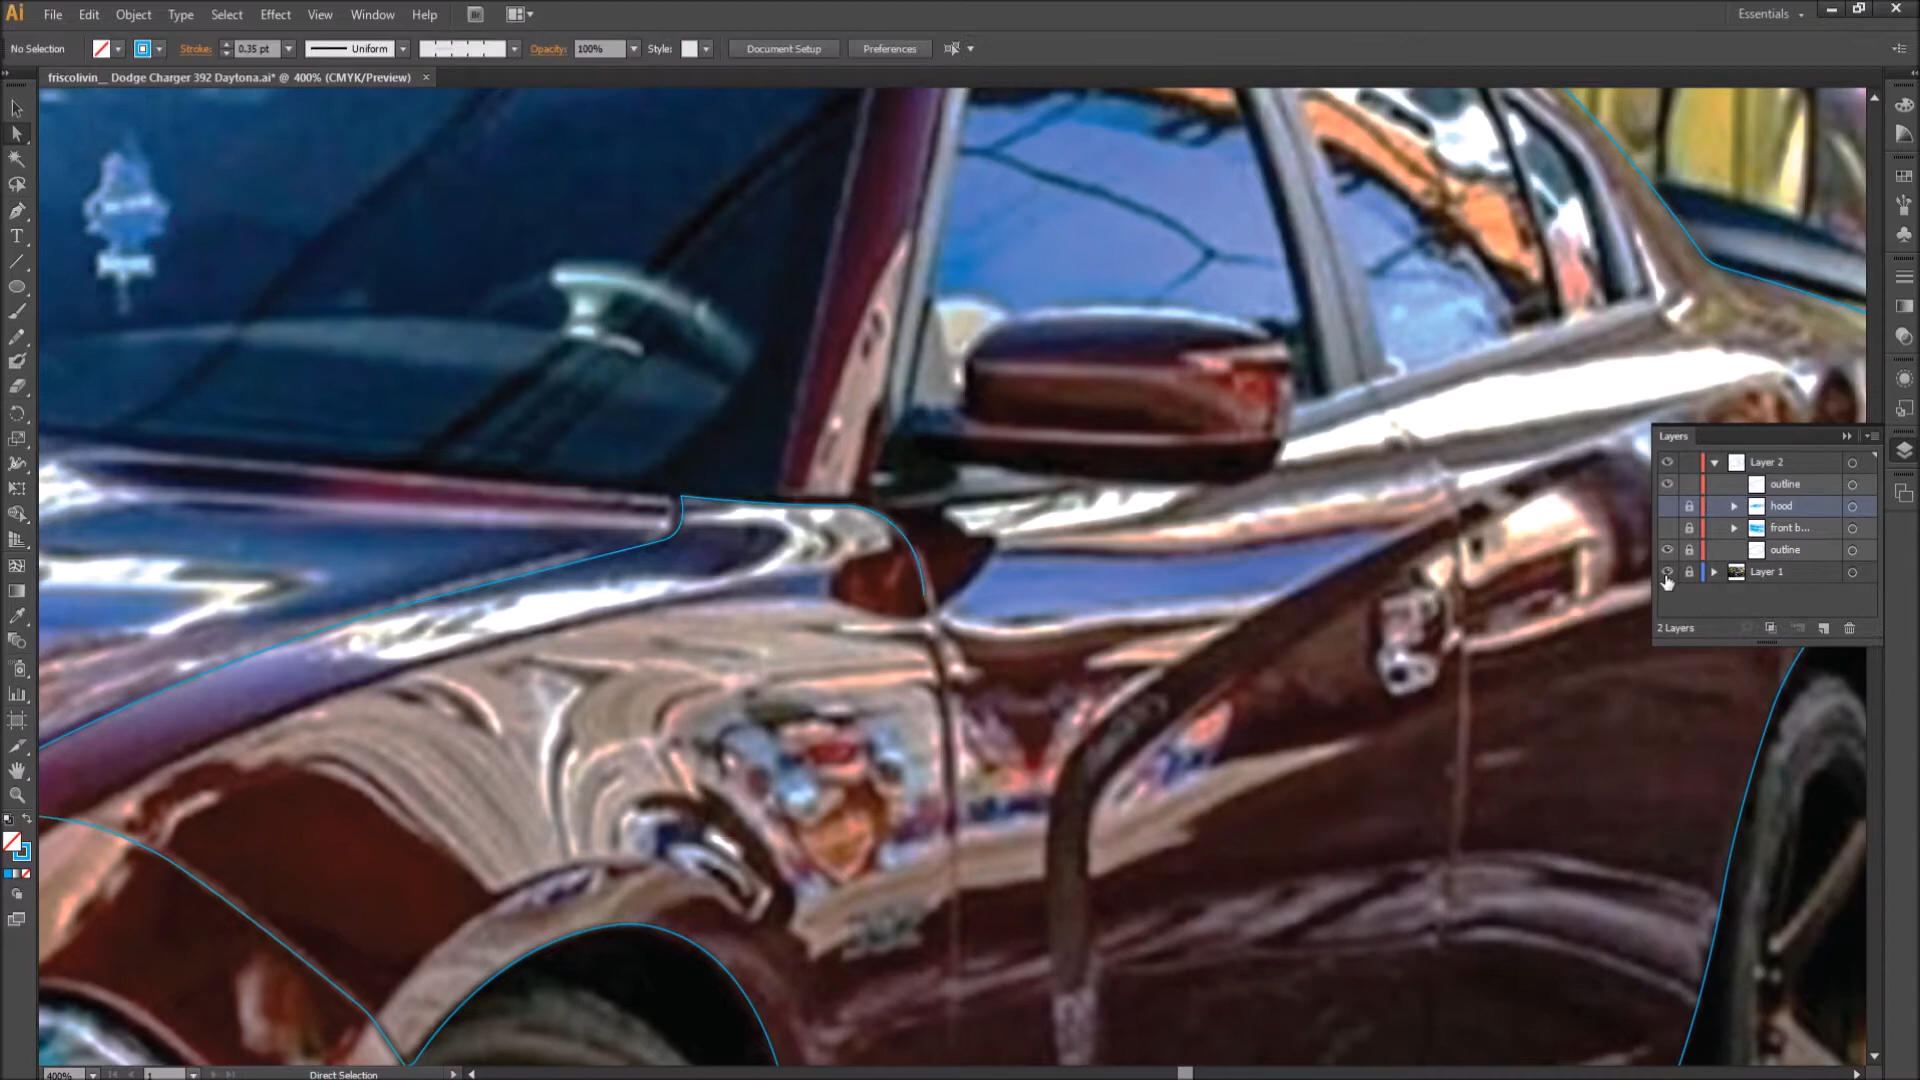 Ai File Edit Object Type Select Effect View Window Help Br Essentials
No Selection Stroke: 0.35 pt Uniform Opacity: 100% Style: Document Setup Preferences
friscolivin__ Dodge Charger 392 Daytona.ai* @ 400% (CMYK/Preview)
Layers
Layer 2
outline
hood
front b...
outline
Layer 1
2 Layers
400% 1 Direct Selection